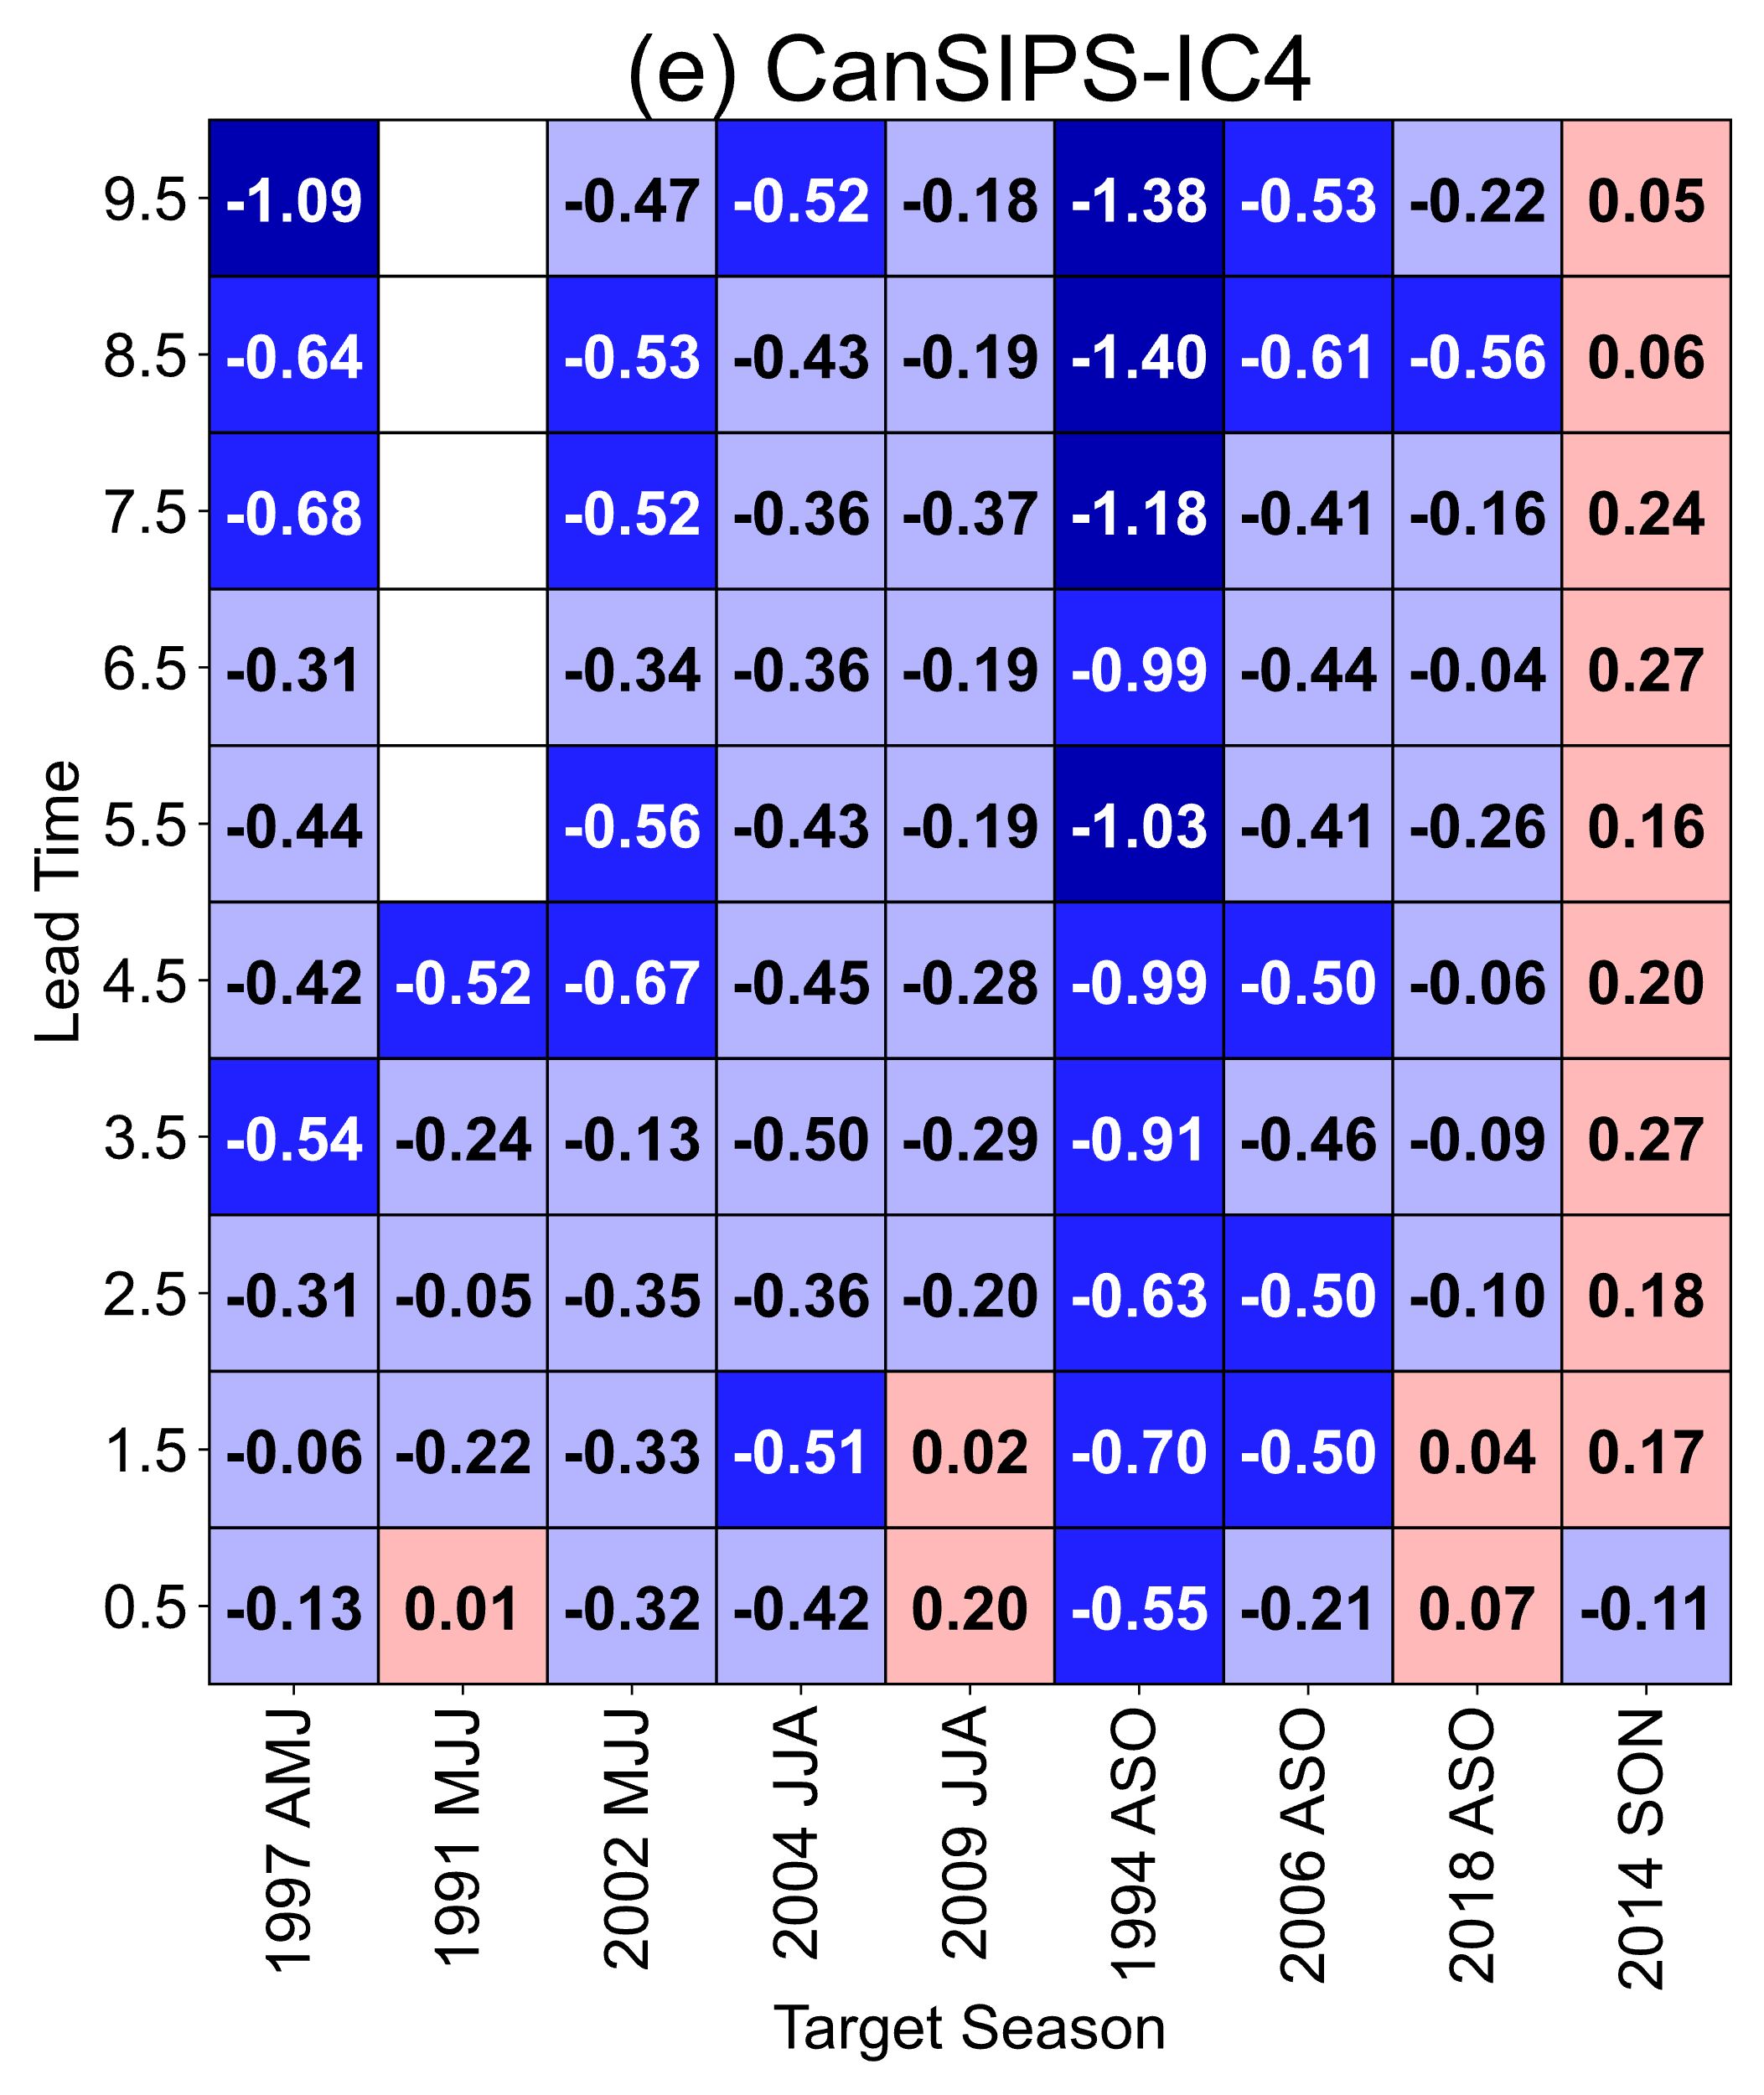 (e) CanSIPS-IC4
9.5 -1.09 -0.47 -0.52 -0.18 -1.38 -0.53 -0.22 0.05
8.5 -0.64 -0.53 -0.43 -0.19 -1.40 -0.61 -0.56 0.06
7.5 -0.68 -0.52 -0.36 -0.37 -1.18 -0.41 -0.16 0.24
6.5 -0.31 -0.34 -0.36 -0.19 -0.99 -0.44 -0.04 0.27
5.5 -0.44 -0.56 -0.43 -0.19 -1.03 -0.41 -0.26 0.16
4.5 -0.42 -0.52 -0.67 -0.45 -0.28 -0.99 -0.50 -0.06 0.20
3.5 -0.54 -0.24 -0.13 -0.50 -0.29 -0.91 -0.46 -0.09 0.27
2.5 -0.31 -0.05 -0.35 -0.36 -0.20 -0.63 -0.50 -0.10 0.18
1.5 -0.06 -0.22 -0.33 -0.51 0.02 -0.70 -0.50 0.04 0.17
0.5 -0.13 0.01 -0.32 -0.42 0.20 -0.55 -0.21 0.07 -0.11
Lead Time
1997 AMJ
1991 MJJ
2002 MJJ
2004 JJA
2009 JJA
1994 ASO
2006 ASO
2018 ASO
2014 SON
Target Season